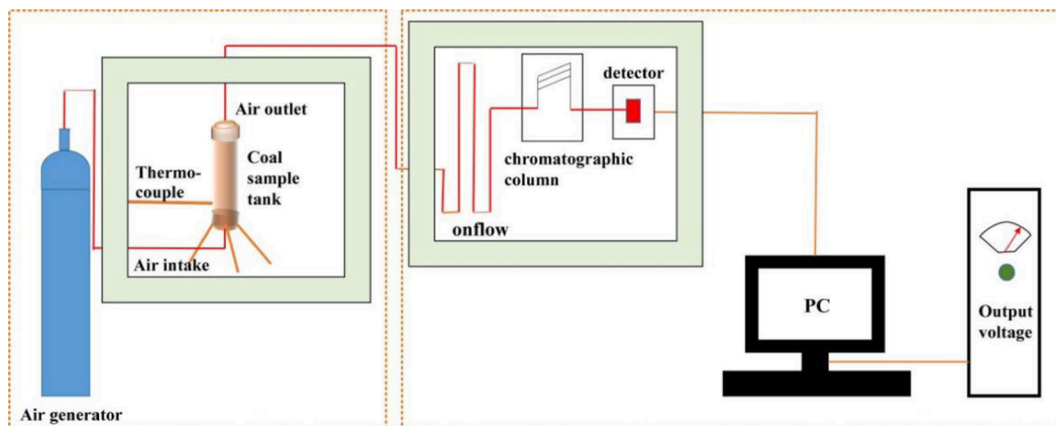 Air outlet
Thermo-
couple
Coal
sample
tank
Air intake
Air generator
detector
chromatographic
column
onflow
PC
Output
voltage